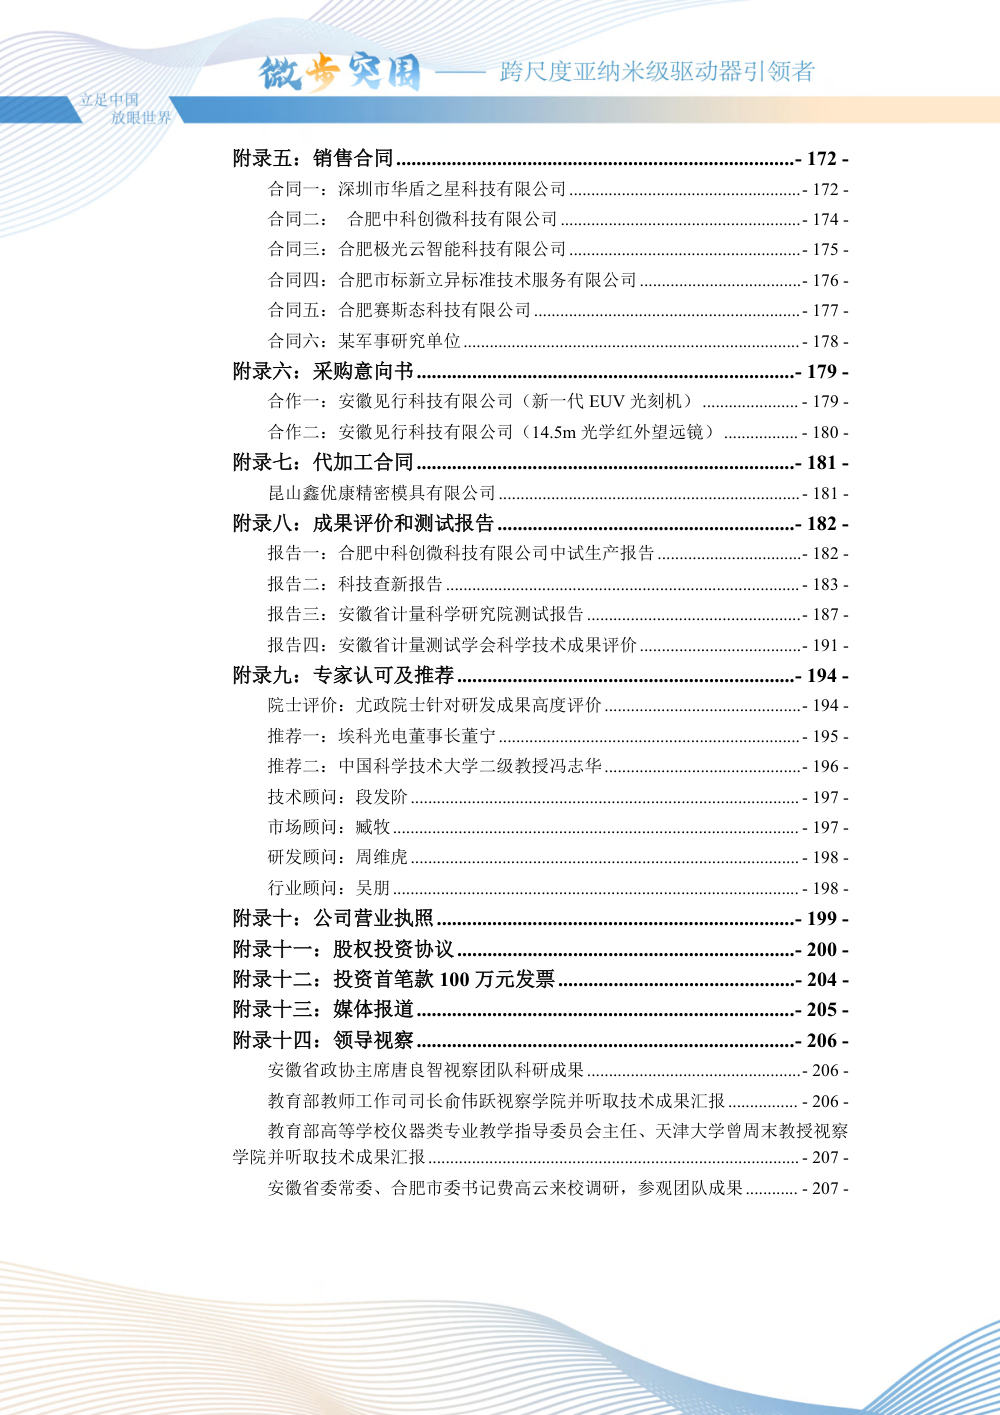 微步突围 —— 跨尺度亚纳米级驱动器引领者
立足中国
放眼世界
附录五：销售合同........................- 172 -
合同一：深圳市华盾之星科技有限公司........................- 172 -
合同二： 合肥中科创微科技有限公司........................- 174 -
合同三：合肥极光云智能科技有限公司........................- 175 -
合同四：合肥市标新立异标准技术服务有限公司........................- 176 -
合同五：合肥赛斯态科技有限公司........................- 177 -
合同六：某军事研究单位........................- 178 -
附录六：采购意向书........................- 179 -
合作一：安徽见行科技有限公司（新一代 EUV 光刻机）........................- 179 -
合作二：安徽见行科技有限公司（14.5m 光学红外望远镜）........................- 180 -
附录七：代加工合同........................- 181 -
昆山鑫优康精密模具有限公司........................- 181 -
附录八：成果评价和测试报告........................- 182 -
报告一：合肥中科创微科技有限公司中试生产报告........................- 182 -
报告二：科技查新报告........................- 183 -
报告三：安徽省计量科学研究院测试报告........................- 187 -
报告四：安徽省计量测试学会科学技术成果评价........................- 191 -
附录九：专家认可及推荐........................- 194 -
院士评价：尤政院士针对研发成果高度评价........................- 194 -
推荐一：埃科光电董事长董宁........................- 195 -
推荐二：中国科学技术大学二级教授冯志华........................- 196 -
技术顾问：段发阶........................- 197 -
市场顾问：臧牧........................- 197 -
研发顾问：周维虎........................- 198 -
行业顾问：吴朋........................- 198 -
附录十：公司营业执照........................- 199 -
附录十一：股权投资协议........................- 200 -
附录十二：投资首笔款 100 万元发票........................- 204 -
附录十三：媒体报道........................- 205 -
附录十四：领导视察........................- 206 -
安徽省政协主席唐良智视察团队科研成果........................- 206 -
教育部教师工作司司长俞伟跃视察学院并听取技术成果汇报........................- 206 -
教育部高等学校仪器类专业教学指导委员会主任、天津大学曾周末教授视察
学院并听取技术成果汇报........................- 207 -
安徽省委常委、合肥市委书记费高云来校调研，参观团队成果........................- 207 -